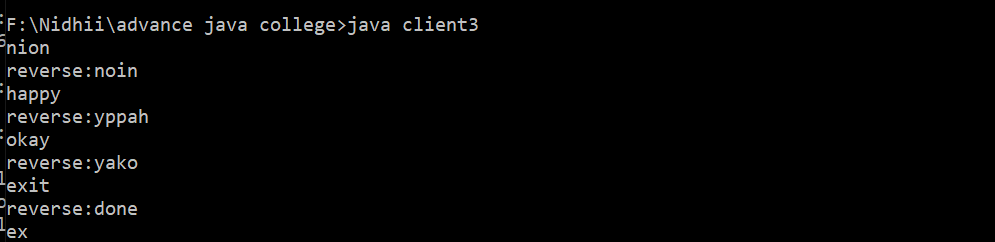 F:\Nidhii\advance java college>java client3
nion
reverse:noin
happy
reverse:yppah
okay
reverse:yako
exit
reverse:done
ex